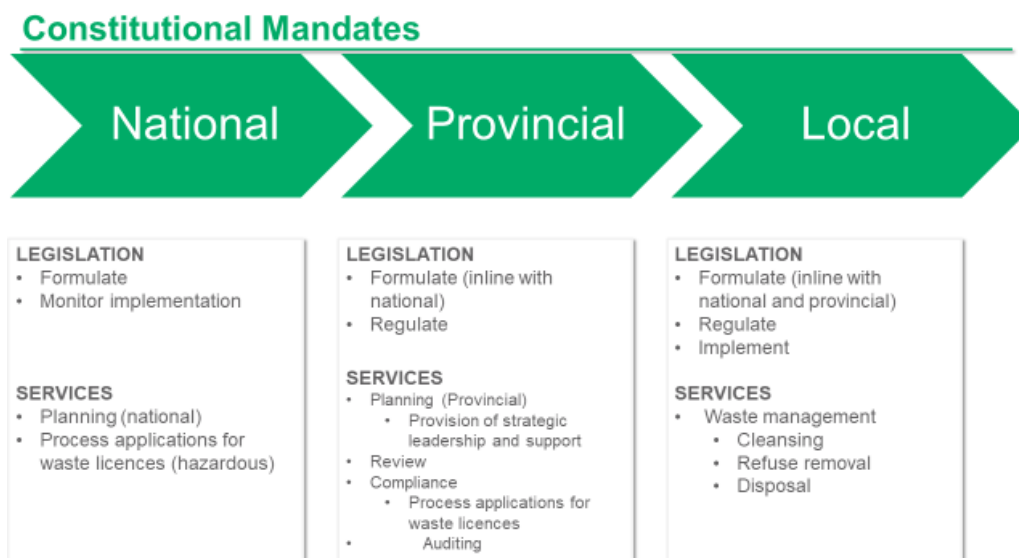 Constitutional Mandates
National
Provincial
Local
LEGISLATION
• Formulate
• Monitor implementation
SERVICES
• Planning (national)
• Process applications for
waste licences (hazardous)
LEGISLATION
• Formulate (inline with
national)
• Regulate
SERVICES
• Planning (Provincial)
• Provision of strategic
leadership and support
• Review
• Compliance
• Process applications for
waste licences
• Auditing
LEGISLATION
• Formulate (inline with
national and provincial)
• Regulate
• Implement
SERVICES
• Waste management
• Cleansing
• Refuse removal
• Disposal